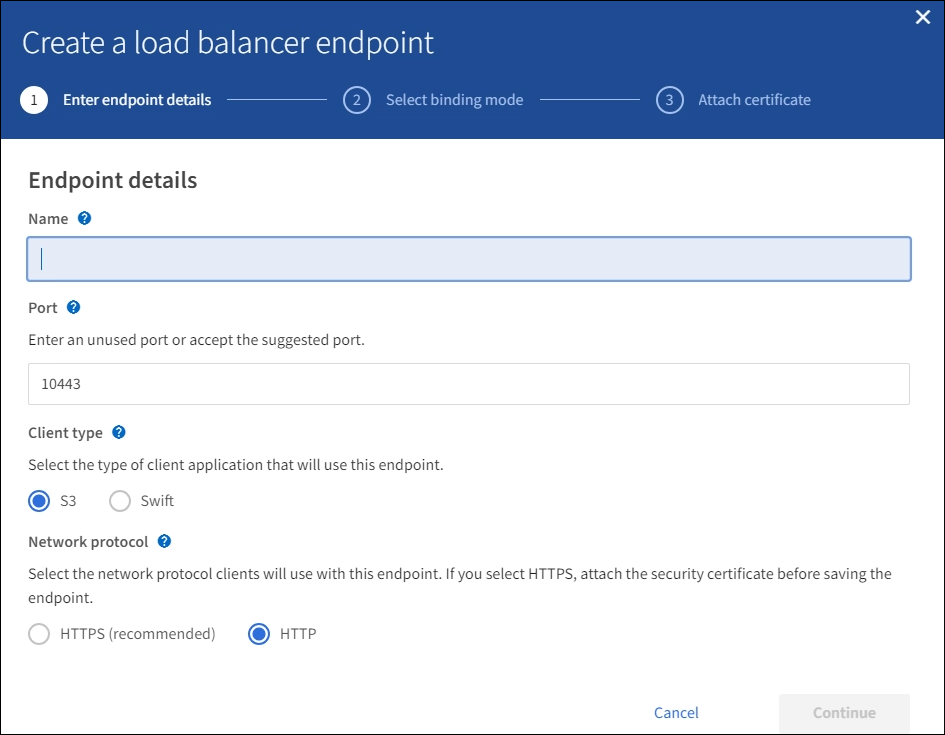 Create a load balancer endpoint
1 Enter endpoint details 2 Select binding mode 3 Attach certificate
Endpoint details
Name ?
Port ?
Enter an unused port or accept the suggested port.
10443
Client type ?
Select the type of client application that will use this endpoint.
S3 Swift
Network protocol ?
Select the network protocol clients will use with this endpoint. If you select HTTPS, attach the security certificate before saving the
endpoint.
HTTPS (recommended) HTTP
Cancel Continue